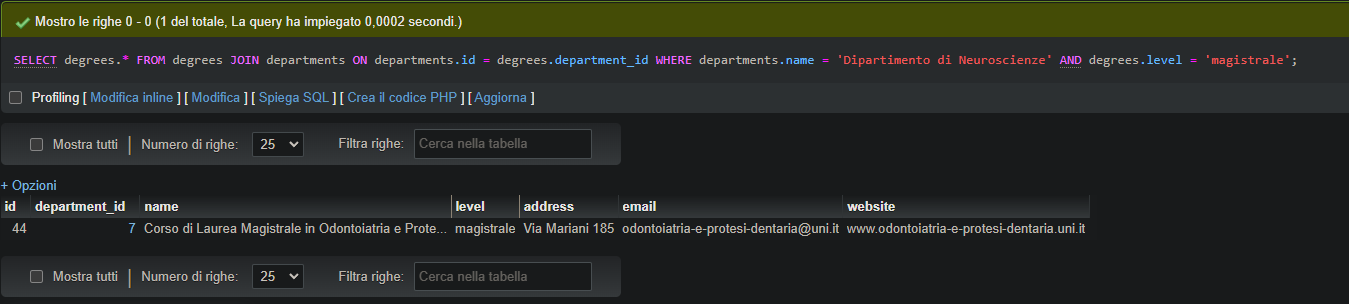 Mostro le righe 0 - 0 (1 del totale, La query ha impiegato 0,0002 secondi.)
SELECT degrees.* FROM degrees JOIN departments ON departments.id = degrees.department_id WHERE departments.name = 'Dipartimento di Neuroscienze' AND degrees.level = 'magistrale';
Profiling [ Modifica inline ] [ Modifica ] [ Spiega SQL ] [ Crea il codice PHP ] [ Aggiorna ]
Mostra tutti | Numero di righe: 25 Filtra righe: Cerca nella tabella
+ Opzioni
id department_id name level address email website
44 7 Corso di Laurea Magistrale in Odontoiatria e Prote... magistrale Via Mariani 185 odontoiatria-e-protesi-dentaria@uni.it www.odontoiatria-e-protesi-dentaria.uni.it
Mostra tutti | Numero di righe: 25 Filtra righe: Cerca nella tabella